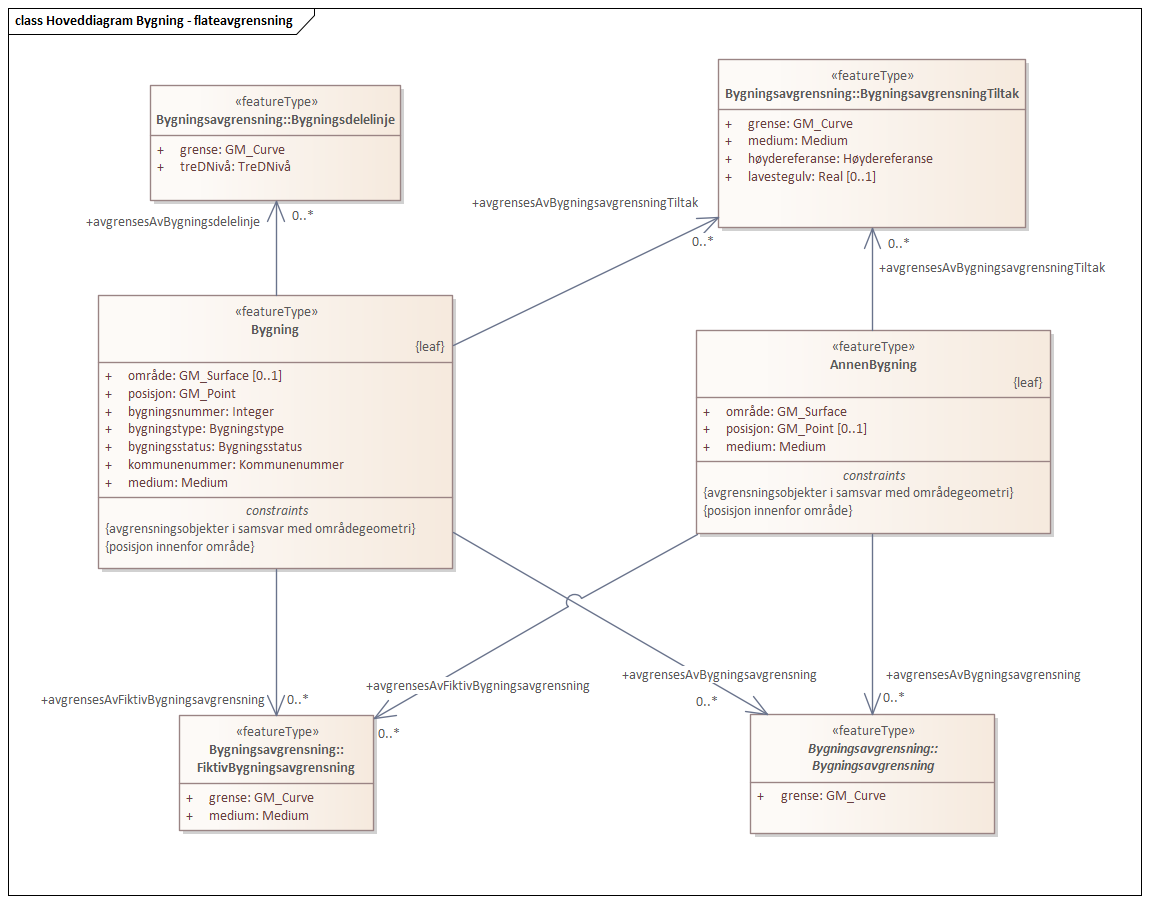 class Hoveddiagram Bygning - flateavgrensning
«featureType»
Bygningsavgrensning::Bygningsdelelinje
+ grense: GM_Curve
+ treDNivå: TreDNivå
«featureType»
Bygningsavgrensning::BygningsavgrensningTiltak
+ grense: GM_Curve
+ medium: Medium
+ høydereferanse: Høydereferanse
+ lavestegulv: Real [0..1]
+avgrensesAvBygningsdelelinje
0..*
+avgrensesAvBygningsavgrensningTiltak
0..*
0..*
+avgrensesAvBygningsavgrensningTiltak
«featureType»
Bygning
{leaf}
+ område: GM_Surface [0..1]
+ posisjon: GM_Point
+ bygningsnummer: Integer
+ bygningstype: Bygningstype
+ bygningsstatus: Bygningsstatus
+ kommunenummer: Kommunenummer
+ medium: Medium
constraints
{avgrensningsobjekter i samsvar med områdegeometri}
{posisjon innenfor område}
«featureType»
AnnenBygning
{leaf}
+ område: GM_Surface
+ posisjon: GM_Point [0..1]
+ medium: Medium
constraints
{avgrensningsobjekter i samsvar med områdegeometri}
{posisjon innenfor område}
+avgrensesAvFiktivBygningsavgrensning
0..*
+avgrensesAvFiktivBygningsavgrensning
0..*
+avgrensesAvBygningsavgrensning
0..*
+avgrensesAvBygningsavgrensning
0..*
«featureType»
Bygningsavgrensning::
FiktivBygningsavgrensning
+ grense: GM_Curve
+ medium: Medium
«featureType»
Bygningsavgrensning::
Bygningsavgrensning
+ grense: GM_Curve